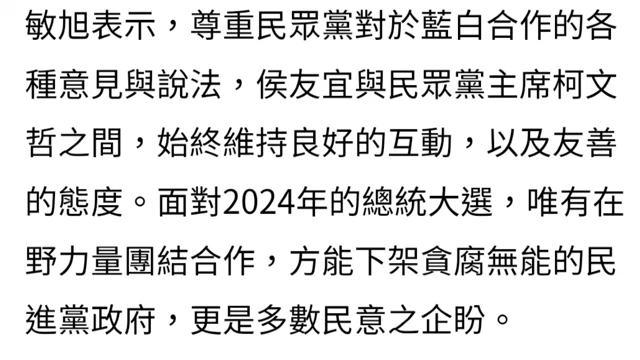 敏旭表示，尊重民眾黨對於藍白合作的各
種意見與說法，侯友宜與民眾黨主席柯文
哲之間，始終維持良好的互動，以及友善
的態度。面對2024年的總統大選，唯有在
野力量團結合作，方能下架貪腐無能的民
進黨政府，更是多數民意之企盼。